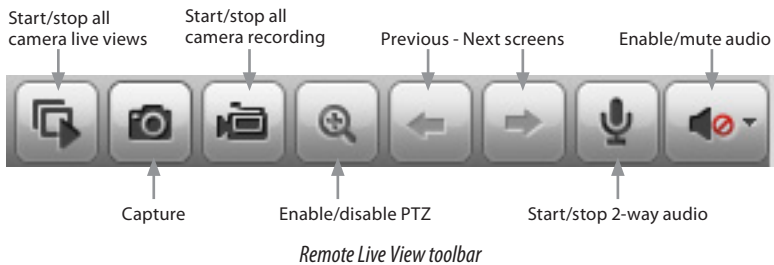 Start/stop all
camera live views
Start/stop all
camera recording
Previous - Next screens
Enable/mute audio
Capture
Enable/disable PTZ
Start/stop 2-way audio
Remote Live View toolbar